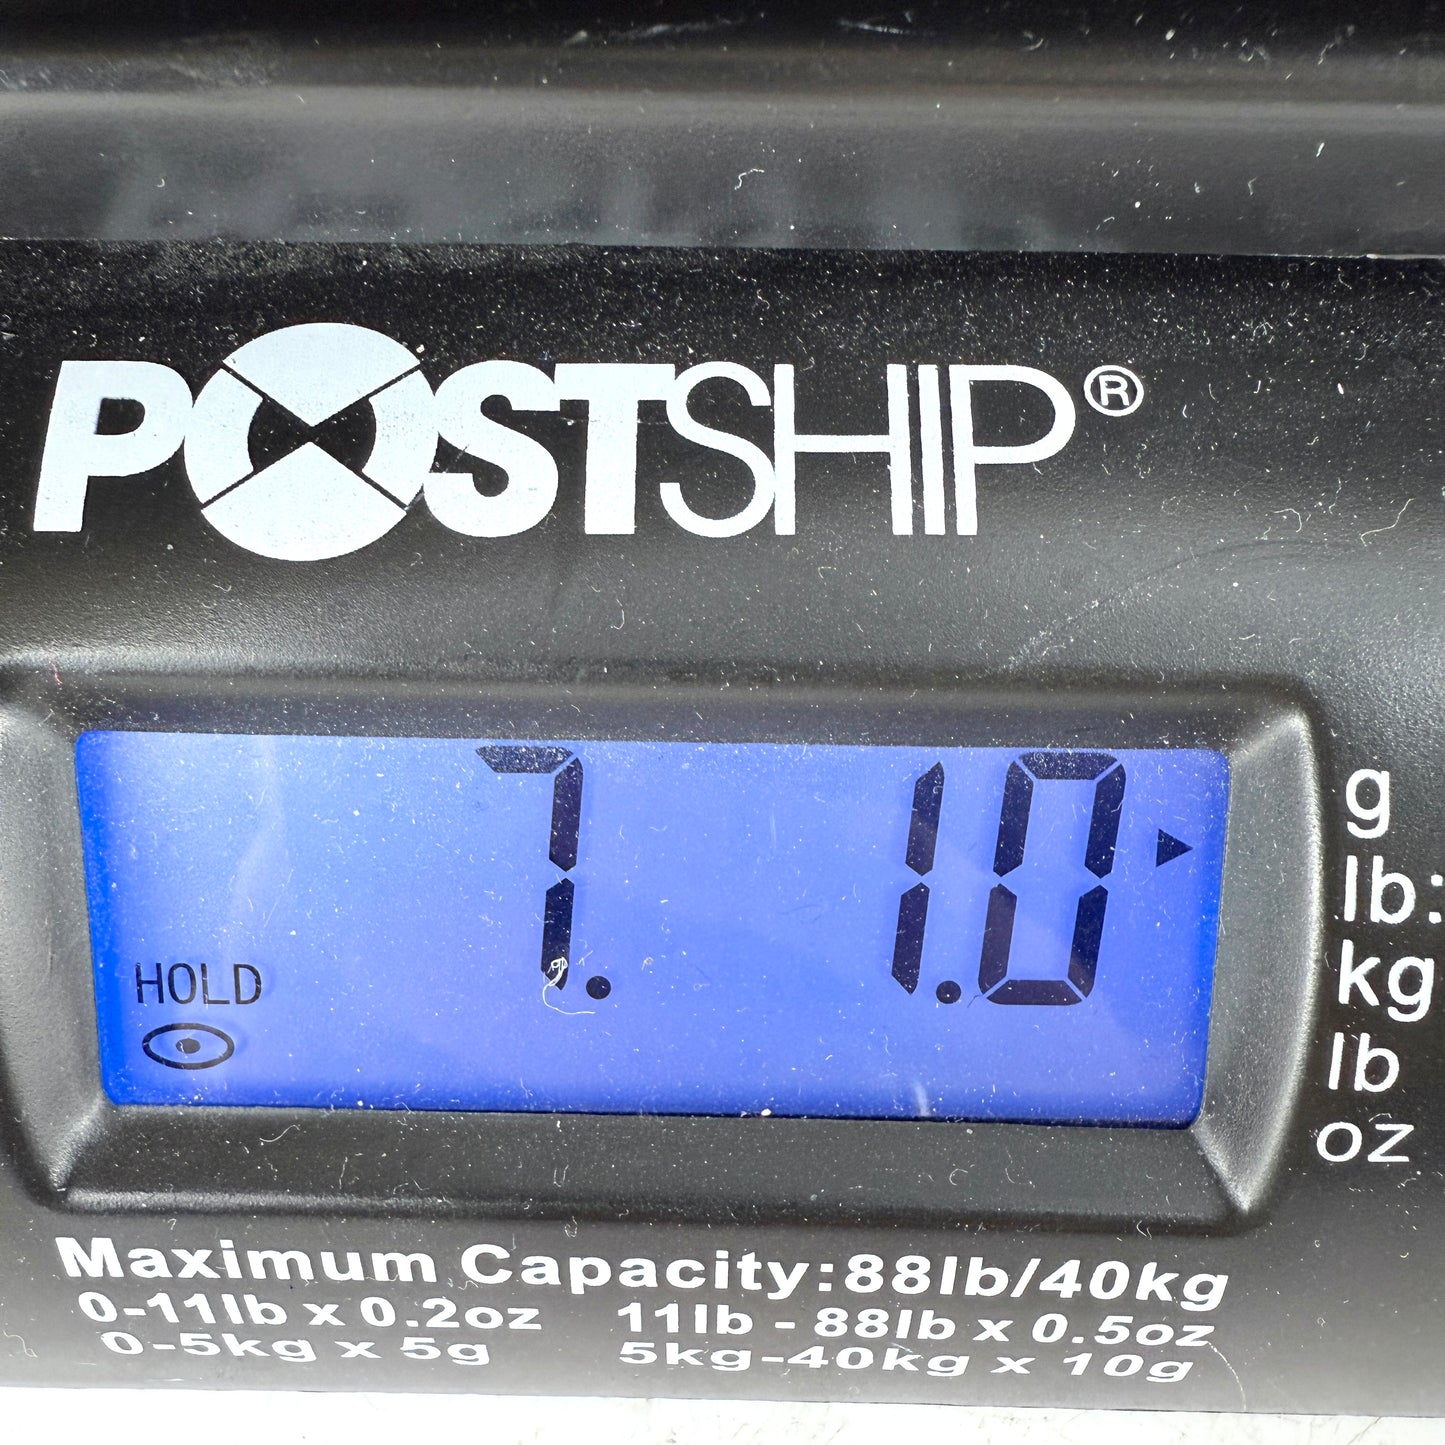 POSTSHIP®
7. 1.0
HOLD
g
lb:
kg
lb
oz
Maximum Capacity:88lb/40kg
0-11lb x 0.2oz 11lb - 88lb x 0.5oz
0-5kg x 5g 5kg-40kg x 10g